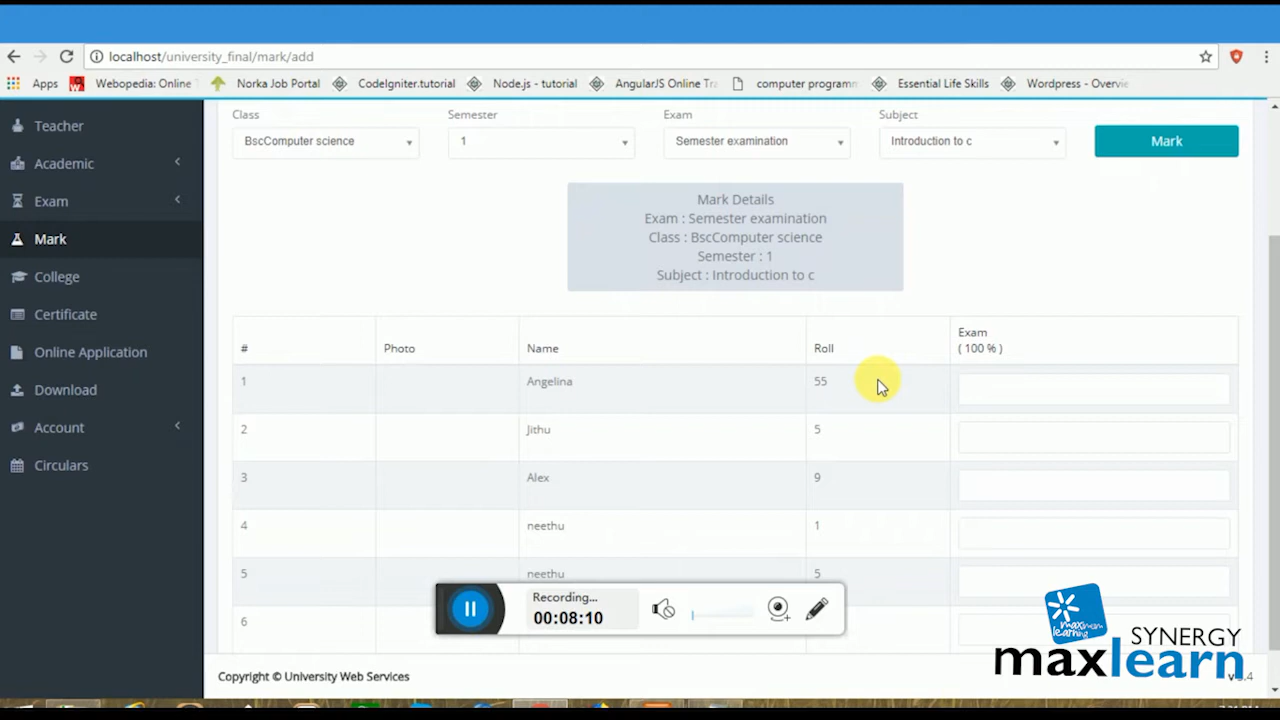 localhost/university_final/mark/add
Apps Webopedia: Online Norka Job Portal CodeIgniter.tutorial Node.js - tutorial AngularJS Online Tra computer programm Essential Life Skills Wordpress - Overvie
Teacher
Academic
Exam
Mark
College
Certificate
Online Application
Download
Account
Circulars
Class Semester Exam Subject
BscComputer science 1 Semester examination Introduction to c Mark
Mark Details
Exam : Semester examination
Class : BscComputer science
Semester : 1
Subject : Introduction to c
# Photo Name Roll Exam
( 100 % )
1 Angelina 55
2 Jithu 5
3 Alex 9
4 neethu 1
5 neethu 5
6
Recording...
00:08:10
maximum
learning
SYNERGY
maxlearn
Copyright © University Web Services